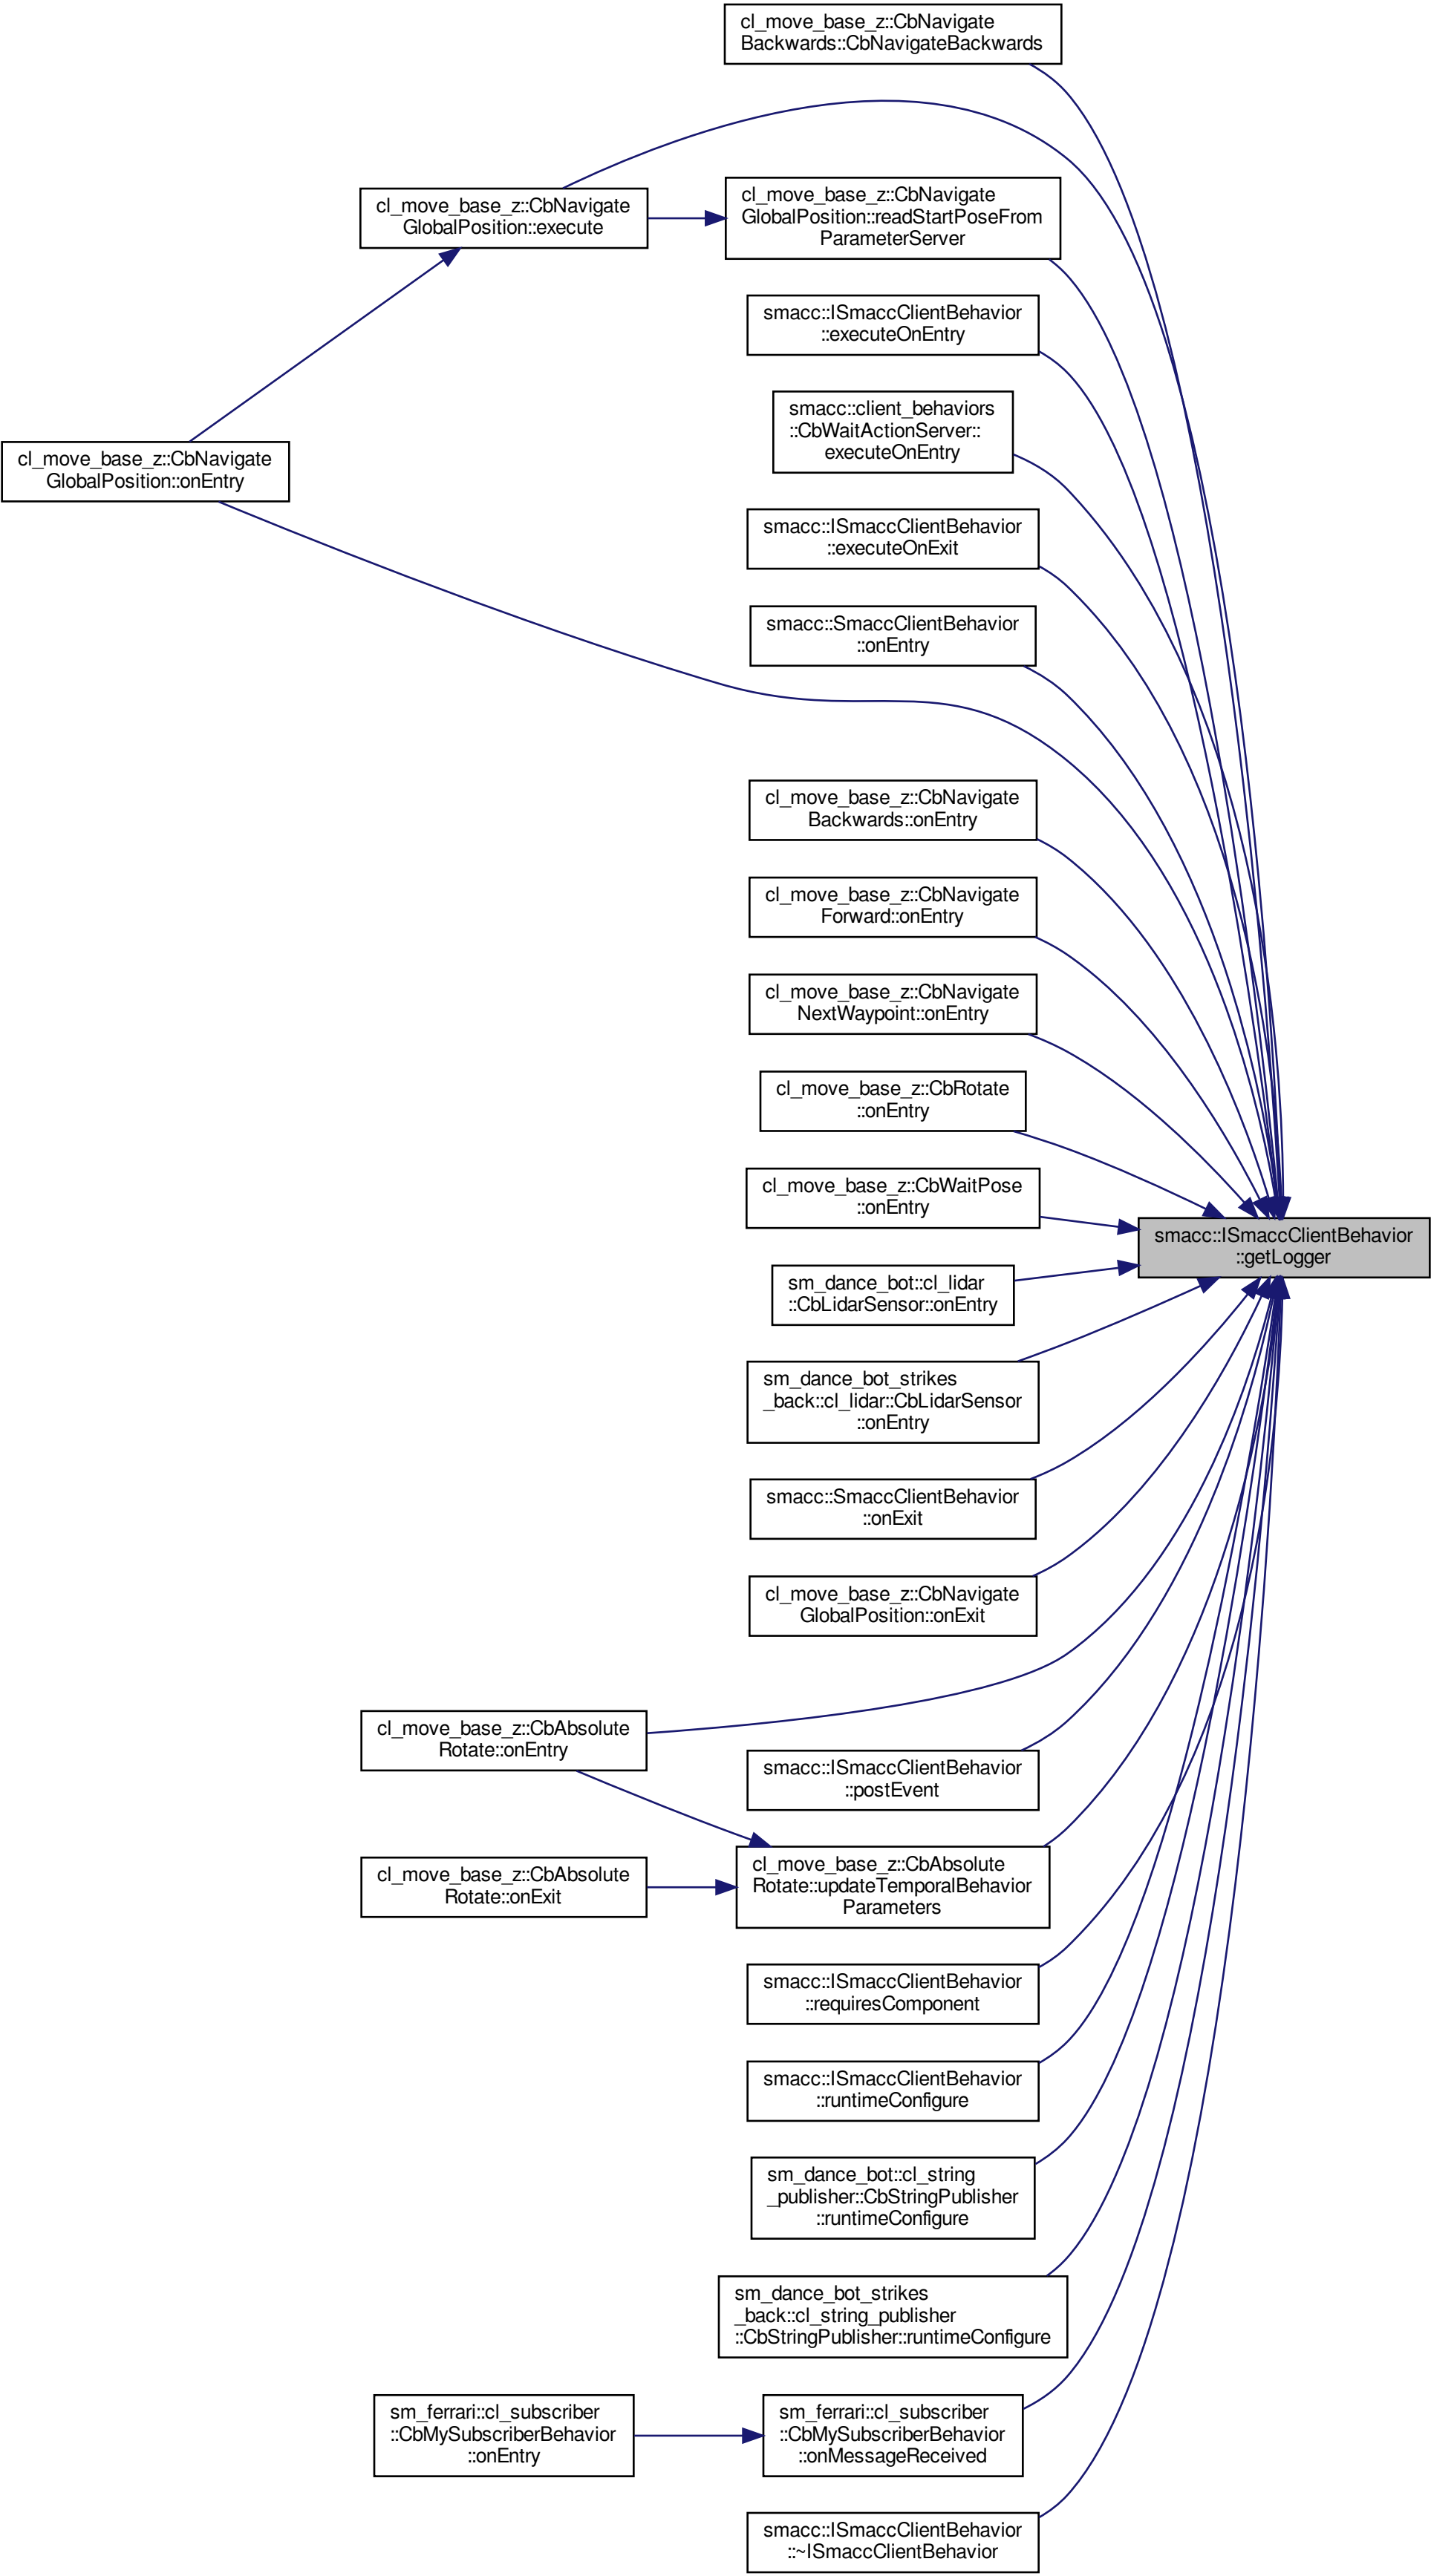 cl_move_base_z::CbNavigate
Backwards::CbNavigateBackwards
cl_move_base_z::CbNavigate
GlobalPosition::execute
cl_move_base_z::CbNavigate
GlobalPosition::readStartPoseFrom
ParameterServer
smacc::ISmaccClientBehavior
::executeOnEntry
smacc::client_behaviors
::CbWaitActionServer::
executeOnEntry
cl_move_base_z::CbNavigate
GlobalPosition::onEntry
smacc::ISmaccClientBehavior
::executeOnExit
smacc::SmaccClientBehavior
::onEntry
cl_move_base_z::CbNavigate
Backwards::onEntry
cl_move_base_z::CbNavigate
Forward::onEntry
cl_move_base_z::CbNavigate
NextWaypoint::onEntry
cl_move_base_z::CbRotate
::onEntry
cl_move_base_z::CbWaitPose
::onEntry
smacc::ISmaccClientBehavior
::getLogger
sm_dance_bot::cl_lidar
::CbLidarSensor::onEntry
sm_dance_bot_strikes
_back::cl_lidar::CbLidarSensor
::onEntry
smacc::SmaccClientBehavior
::onExit
cl_move_base_z::CbNavigate
GlobalPosition::onExit
cl_move_base_z::CbAbsolute
Rotate::onEntry
smacc::ISmaccClientBehavior
::postEvent
cl_move_base_z::CbAbsolute
Rotate::onExit
cl_move_base_z::CbAbsolute
Rotate::updateTemporalBehavior
Parameters
smacc::ISmaccClientBehavior
::requiresComponent
smacc::ISmaccClientBehavior
::runtimeConfigure
sm_dance_bot::cl_string
_publisher::CbStringPublisher
::runtimeConfigure
sm_dance_bot_strikes
_back::cl_string_publisher
::CbStringPublisher::runtimeConfigure
sm_ferrari::cl_subscriber
::CbMySubscriberBehavior
::onEntry
sm_ferrari::cl_subscriber
::CbMySubscriberBehavior
::onMessageReceived
smacc::ISmaccClientBehavior
::~ISmaccClientBehavior